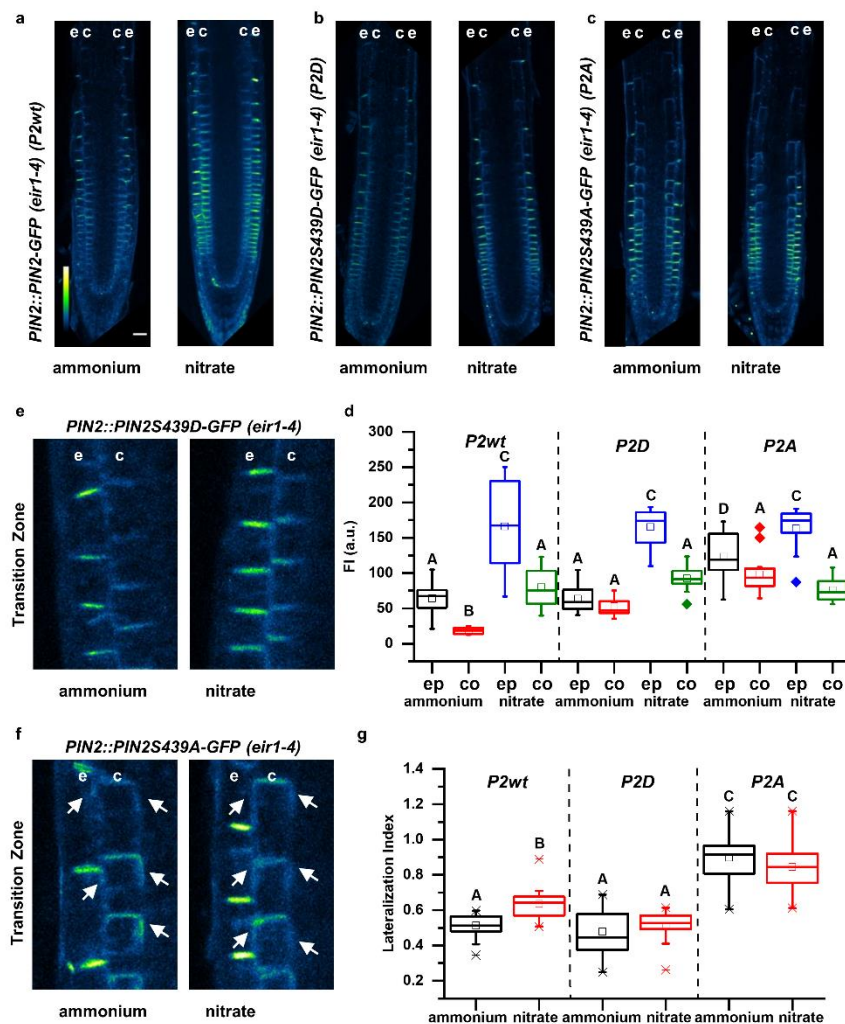 a
b
c
e c
c e
e c
c e
e c
c e
PIN2::PIN2-GFP (eir1-4) (P2wt)
PIN2::PIN2S439D-GFP (eir1-4) (P2D)
PIN2::PIN2S439A-GFP (eir1-4) (P2A)
ammonium nitrate
ammonium nitrate
ammonium nitrate
e
PIN2::PIN2S439D-GFP (eir1-4)
Transition Zone
e c
e c
ammonium nitrate
d
P2wt P2D P2A
FI (a.u.)
300
250
200
150
100
50
0
A B C A A A C A D A C A
ep co ep co ep co ep co ep co ep co
ammonium nitrate ammonium nitrate ammonium nitrate
f
PIN2::PIN2S439A-GFP (eir1-4)
Transition Zone
e c
e c
ammonium nitrate
g
P2wt P2D P2A
Lateralization Index
1.4
1.2
1.0
0.8
0.6
0.4
0.2
A B A A C C
ammonium nitrate ammonium nitrate ammonium nitrate